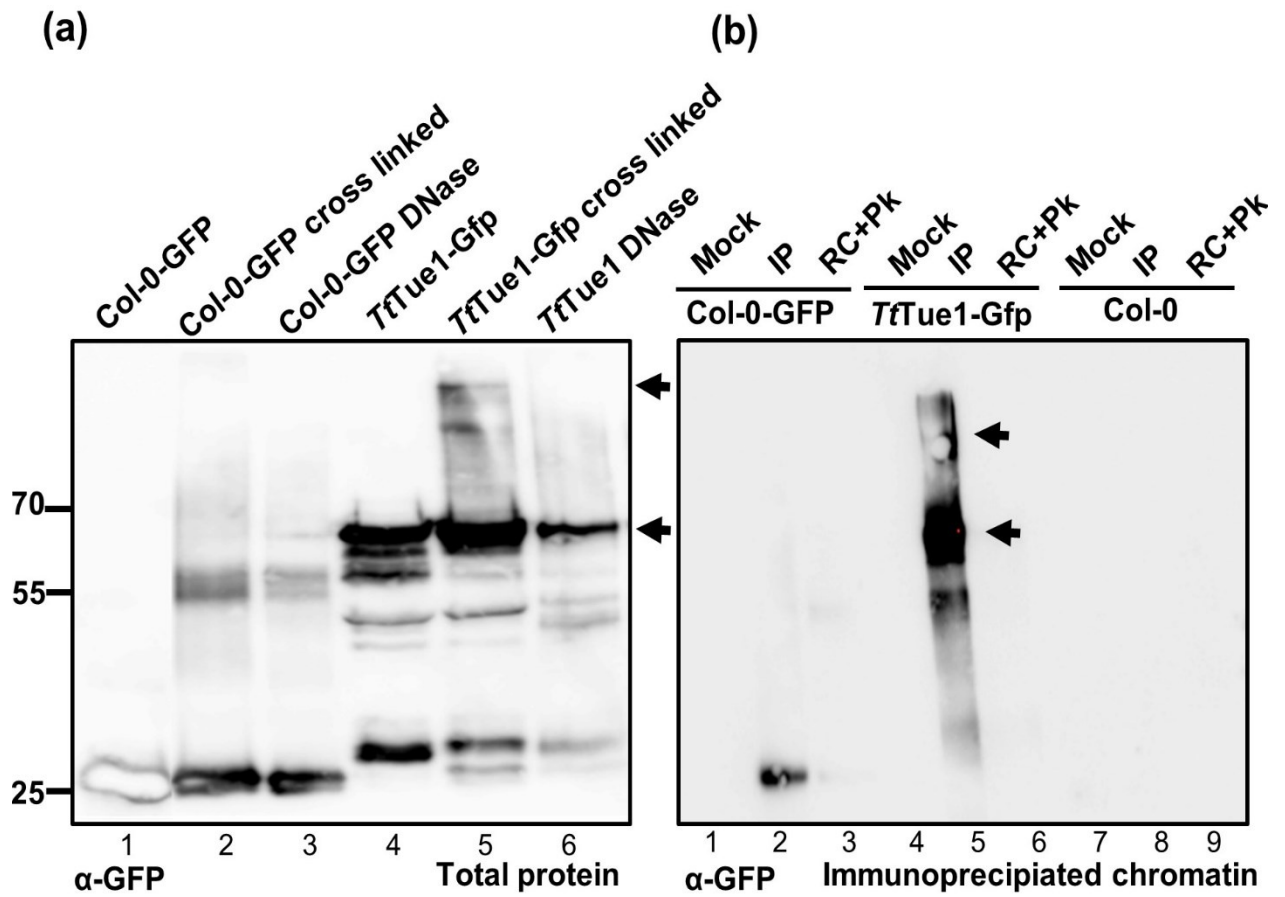 (a)
Col-0-GFP
Col-0-GFP cross linked
Col-0-GFP DNase
TtTue1-Gfp
TtTue1-Gfp cross linked
TtTue1 DNase
70
55
25
1 2 3 4 5 6
α-GFP Total protein
(b)
Mock IP RC+Pk Mock IP RC+Pk Mock IP RC+Pk
Col-0-GFP TtTue1-Gfp Col-0
1 2 3 4 5 6 7 8 9
α-GFP Immunoprecipiated chromatin